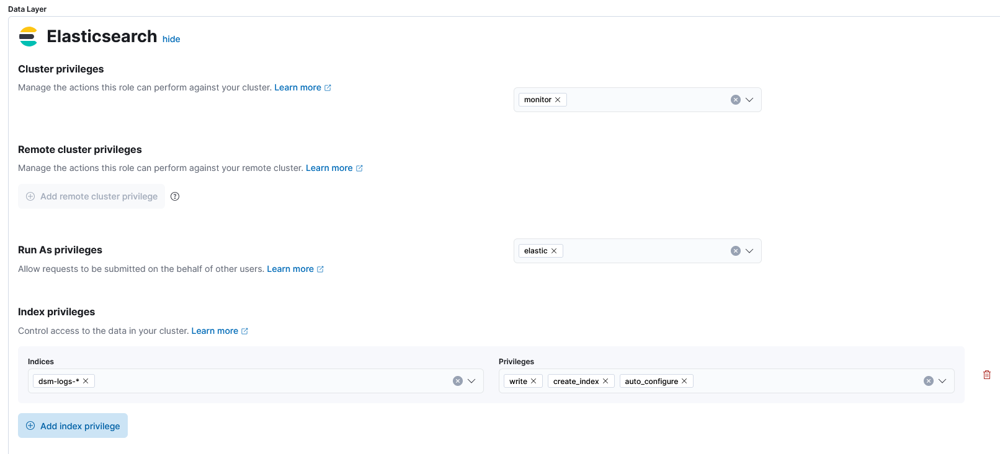 Data Layer
Elasticsearch hide
Cluster privileges
Manage the actions this role can perform against your cluster. Learn more
monitor
Remote cluster privileges
Manage the actions this role can perform against your remote cluster. Learn more
Add remote cluster privilege
Run As privileges
elastic
Allow requests to be submitted on the behalf of other users. Learn more
Index privileges
Control access to the data in your cluster. Learn more
Indices Privileges
dsm-logs-* write create_index auto_configure
Add index privilege